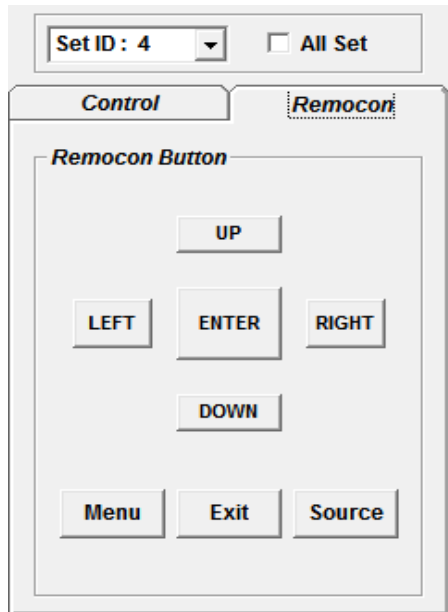 Set ID : 4 All Set
Control Remocon
Remocon Button
UP
LEFT ENTER RIGHT
DOWN
Menu Exit Source